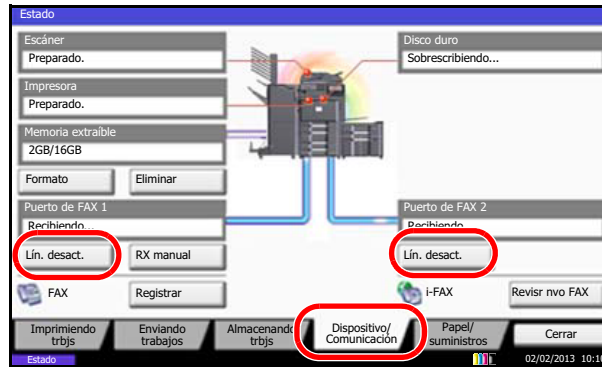 Estado
Escáner
Preparado.
Disco duro
Sobrescribiendo...
Impresora
Preparado.
Memoria extraíble
2GB/16GB
Formato
Eliminar
Puerto de FAX 1
Recibiendo...
Puerto de FAX 2
Recibiendo...
Lín. desact.
RX manual
Lín. desact.
FAX
Registrar
i-FAX
Revisr nvo FAX
Imprimiendo trbjs
Enviando trabajos
Almacenando trbjs
Dispositivo/ Comunicación
Papel/ suministros
Cerrar
Estado
02/02/2013 10:10